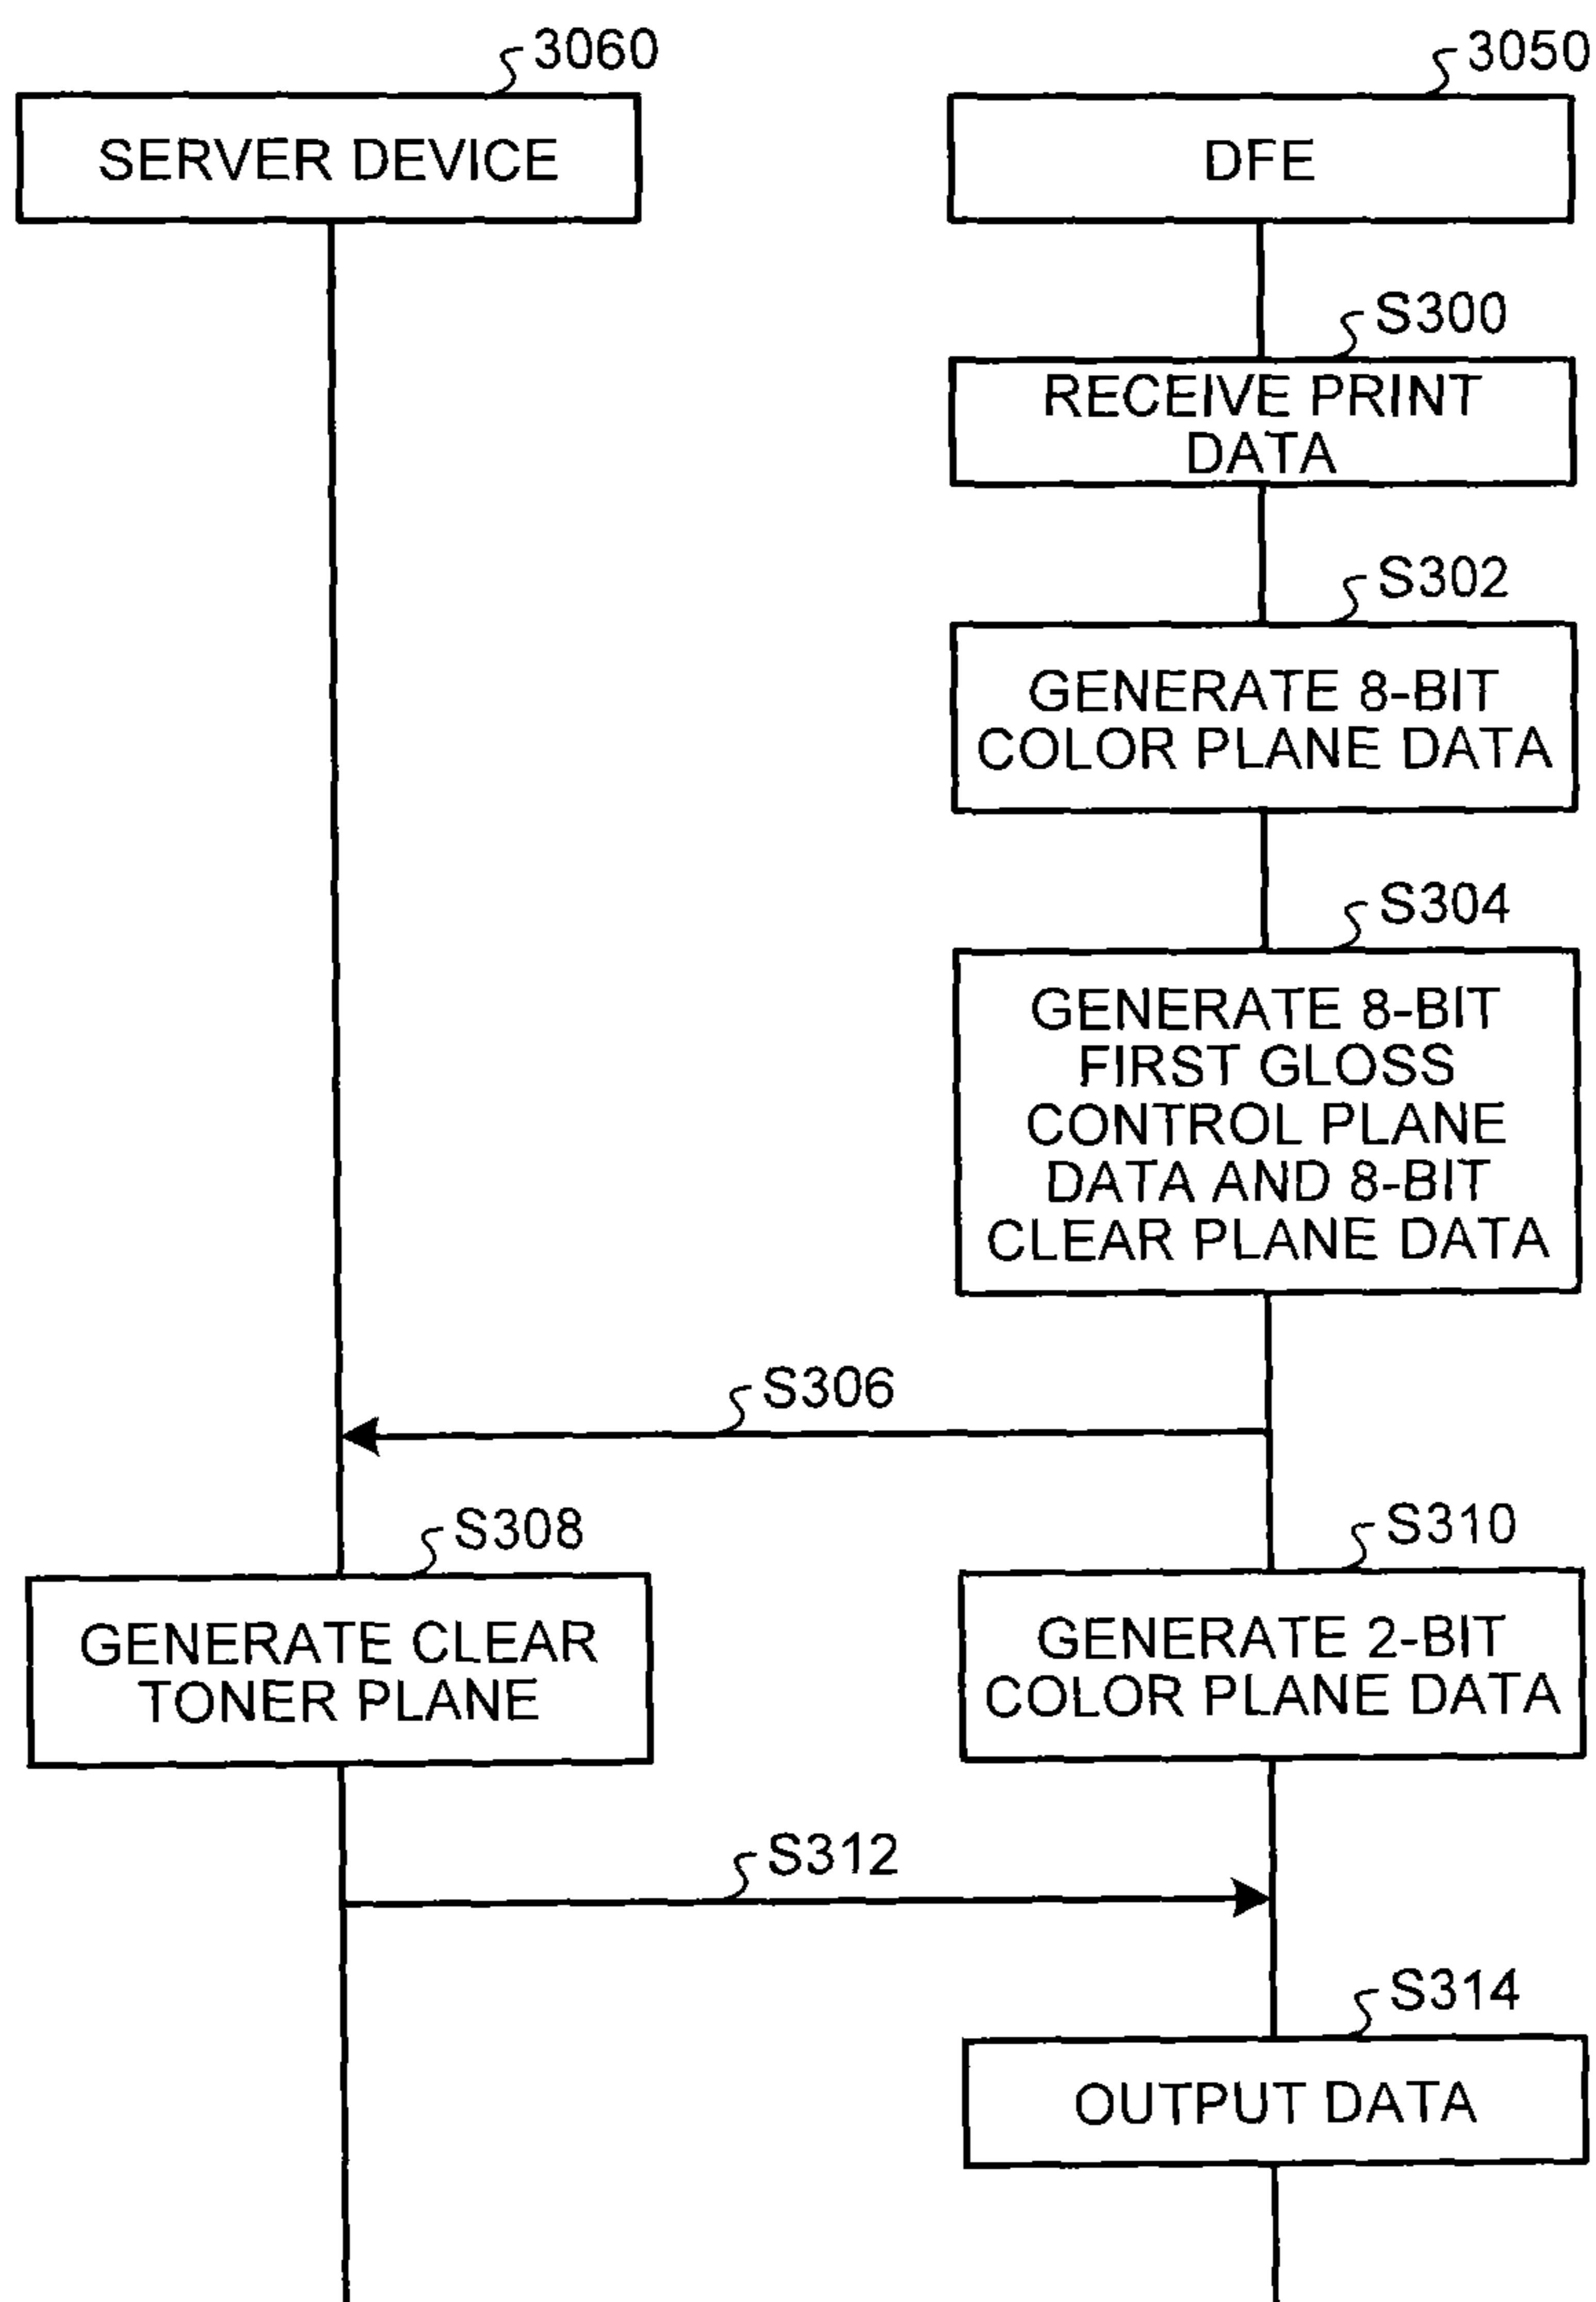 3060
3050
SERVER DEVICE
DFE
S300
RECEIVE PRINT
DATA
S302
GENERATE 8-BIT
COLOR PLANE DATA
S304
GENERATE 8-BIT
FIRST GLOSS
CONTROL PLANE
DATA AND 8-BIT
CLEAR PLANE DATA
S306
S308
GENERATE CLEAR
TONER PLANE
S310
GENERATE 2-BIT
COLOR PLANE DATA
S312
S314
OUTPUT DATA